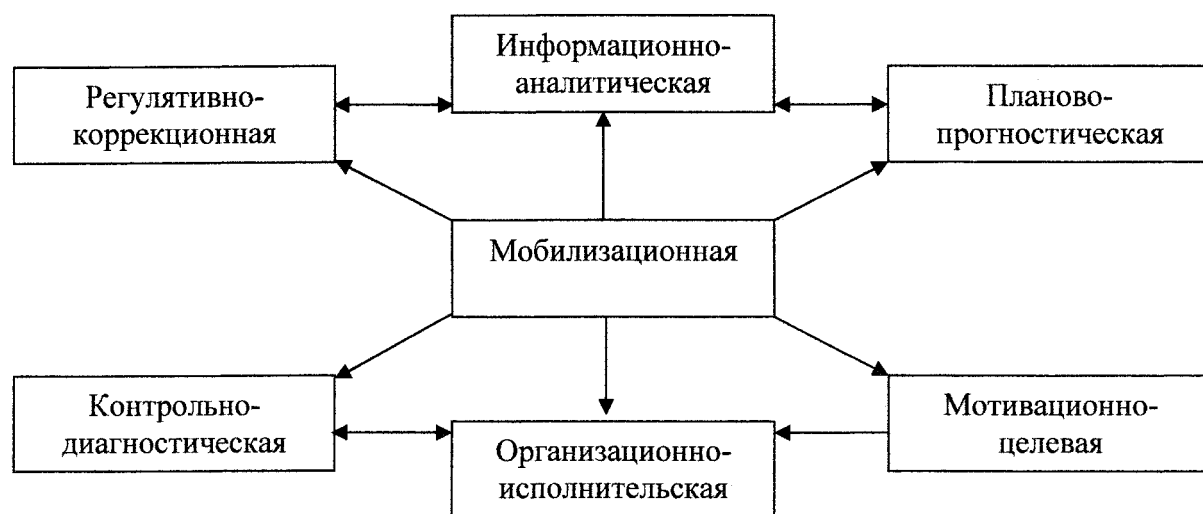 Информационно-
аналитическая
Регулятивно-
коррекционная
Планово-
прогностическая
Мобилизационная
Контрольно-
диагностическая
Организационно-
исполнительская
Мотивационно-
целевая